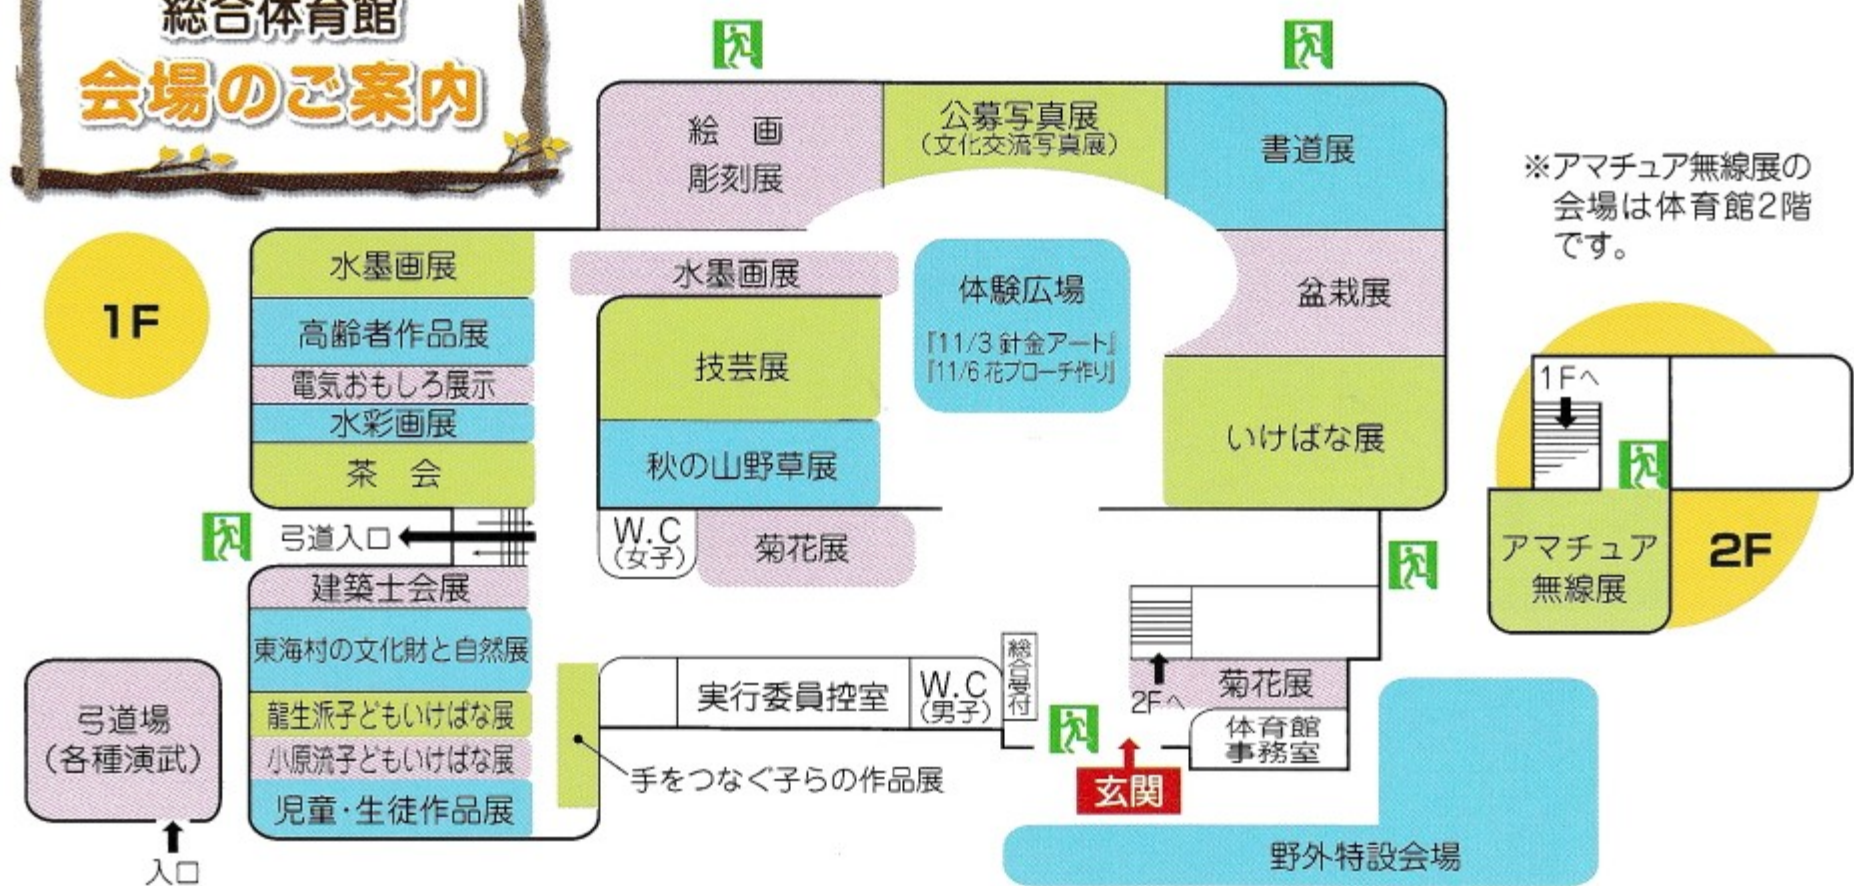 総合体育館
会場のご案内
1F
絵　画
彫刻展
公募写真展
（文化交流写真展）
書道展
※アマチュア無線展の
会場は体育館2階
です。
水墨画展
高齢者作品展
電気おもしろ展示
水彩画展
茶　会
水墨画展
技芸展
秋の山野草展
体験広場
『11/3 針金アート』
『11/6 花ブローチ作り』
盆栽展
いけばな展
弓道入口
W.C
（女子）
菊花展
建築士会展
東海村の文化財と自然展
龍生派子どもいけばな展
小原流子どもいけばな展
児童・生徒作品展
弓道場
（各種演武）
入口
実行委員控室
W.C
（男子）
総合受付
手をつなぐ子らの作品展
2Fへ
菊花展
体育館
事務室
玄関
野外特設会場
1Fへ
アマチュア
無線展
2F